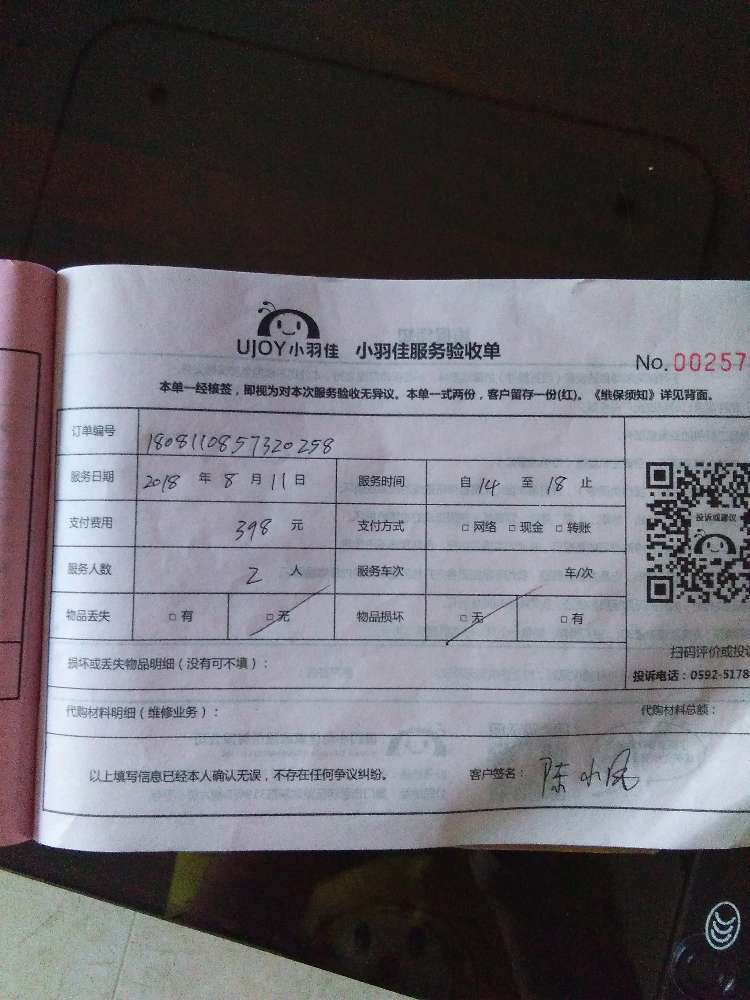 UJOY小羽佳 小羽佳服务验收单
No.00257
本单一经核签，即视为对本次服务验收无异议。本单一式两份，客户留存一份(红)。《维保须知》详见背面。
订单编号 1808110857320298
服务日期 2018 年 8 月 11 日 服务时间 自 14 至 18 止
投诉或建议
支付费用 398 元 支付方式 □ 网络 □ 现金 □ 转账
服务人数 2 人 服务车次 车/次
物品丢失 □ 有 □ 无 物品损坏 □ 无 □ 有
扫码评价或投诉
损坏或丢失物品明细（没有可不填）：
投诉电话：0592-5178
代购材料明细（维修业务）： 代购材料总额：
以上填写信息已经本人确认无误，不存在任何争议纠纷。 客户签名： 陈小凤